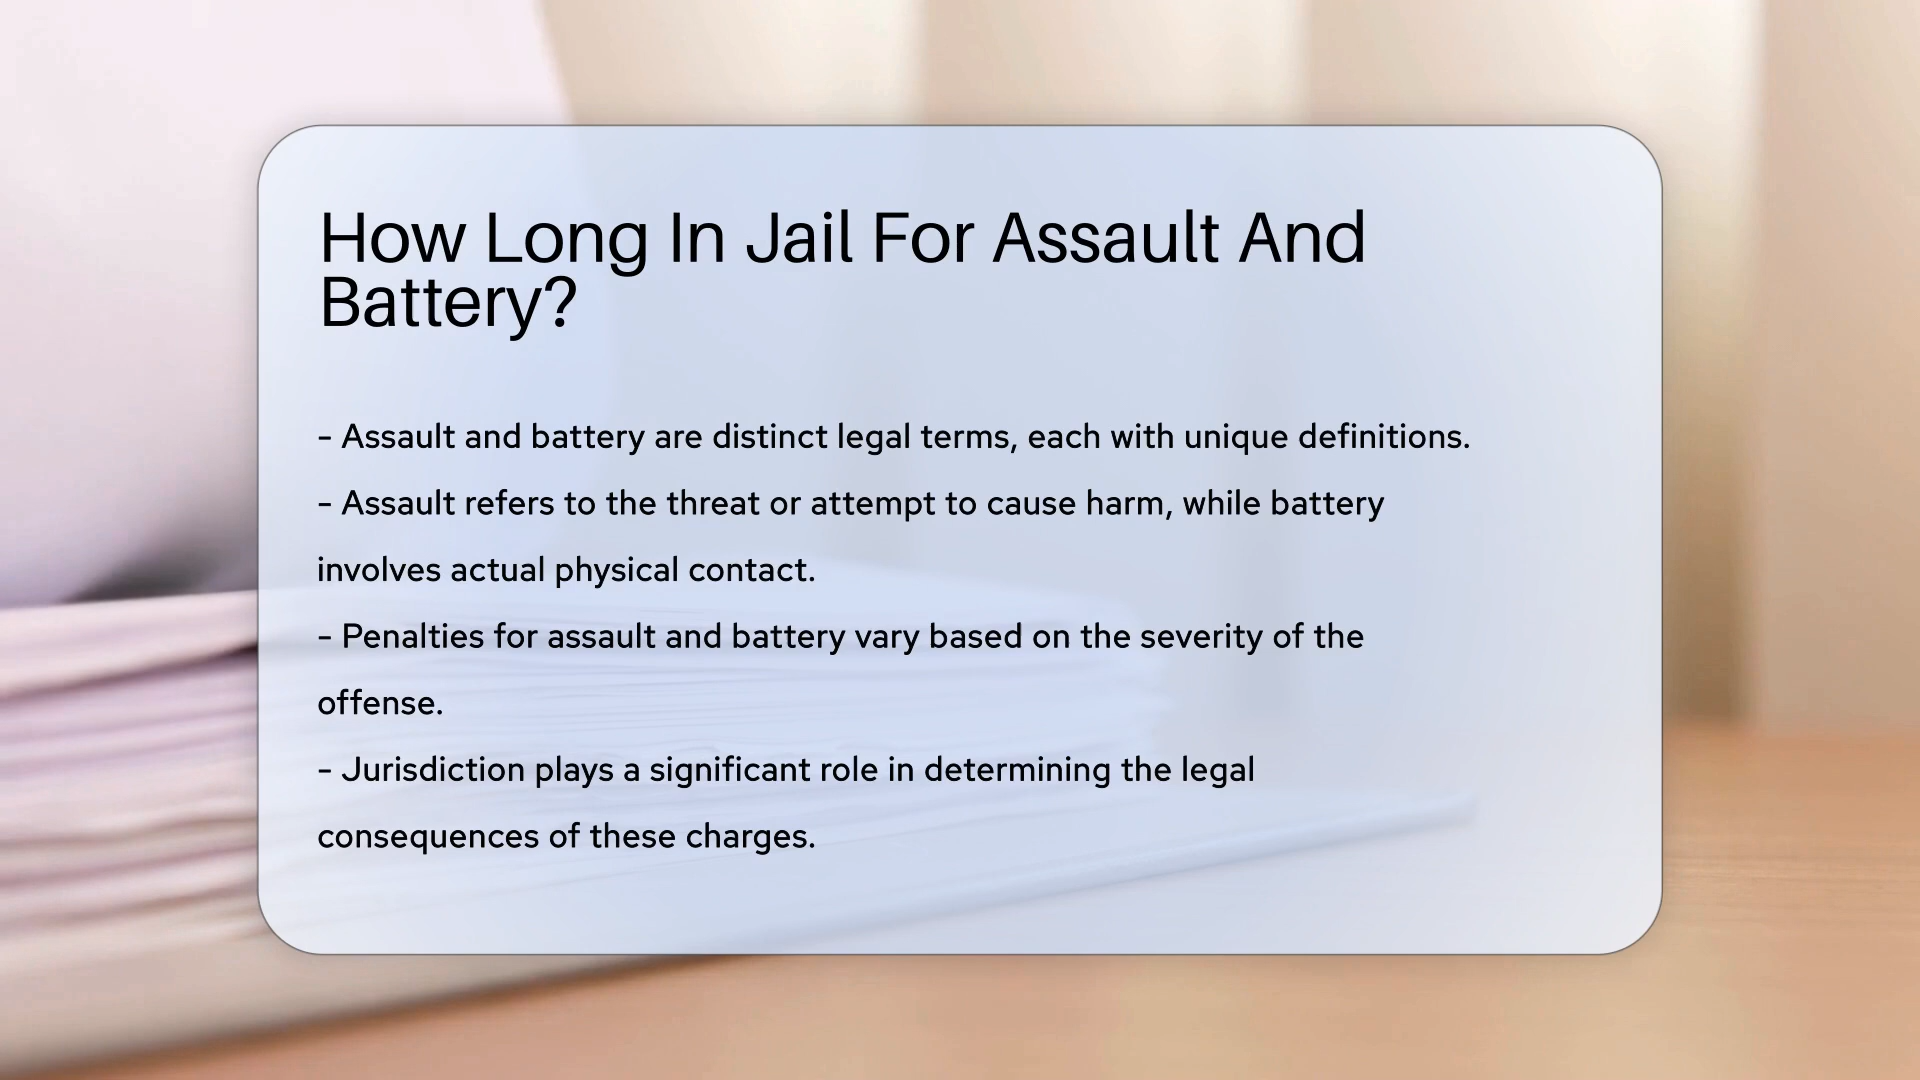 How Long In Jail For Assault And
Battery?
- Assault and battery are distinct legal terms, each with unique definitions.
- Assault refers to the threat or attempt to cause harm, while battery
involves actual physical contact.
- Penalties for assault and battery vary based on the severity of the
offense.
- Jurisdiction plays a significant role in determining the legal
consequences of these charges.